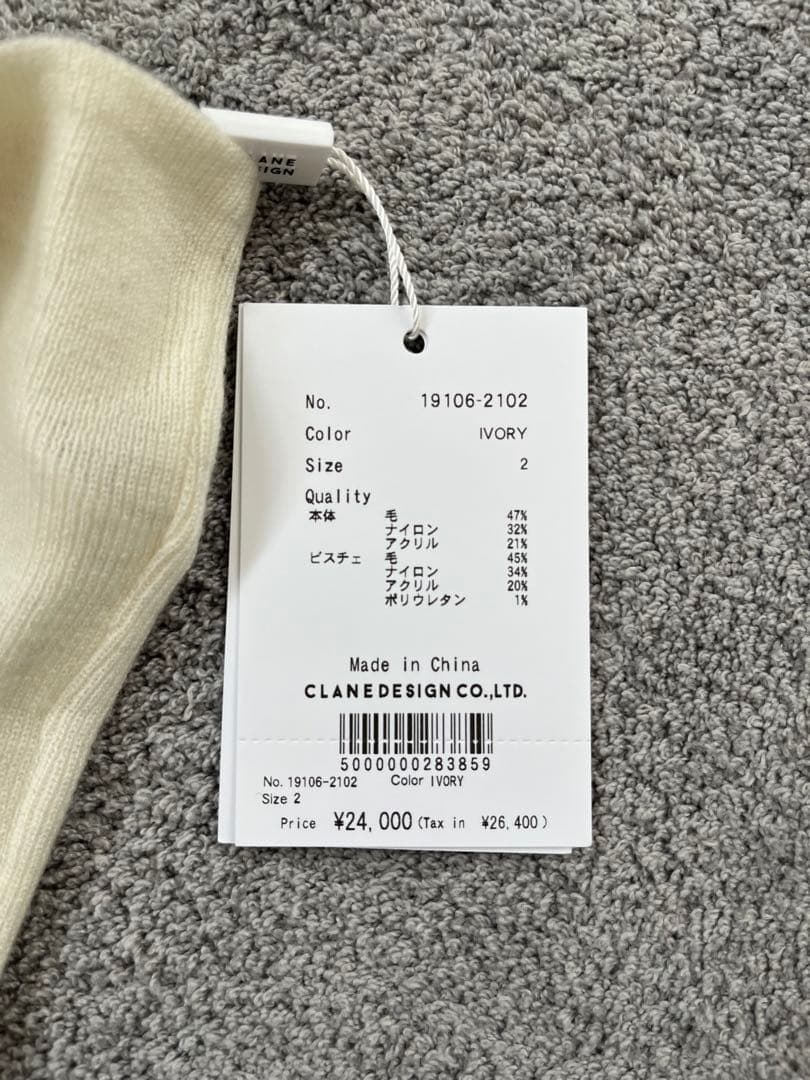 LANE
SIGN
No. 19106-2102
Color IVORY
Size 2
Quality
本体 毛 47%
ナイロン 32%
アクリル 21%
ビスチェ 毛 45%
ナイロン 34%
アクリル 20%
ポリウレタン 1%
Made in China
CLANEDESIGN CO.,LTD.
5000000283859
No. 19106-2102 Color IVORY
Size 2
Price ¥24,000 (Tax in ¥26,400)